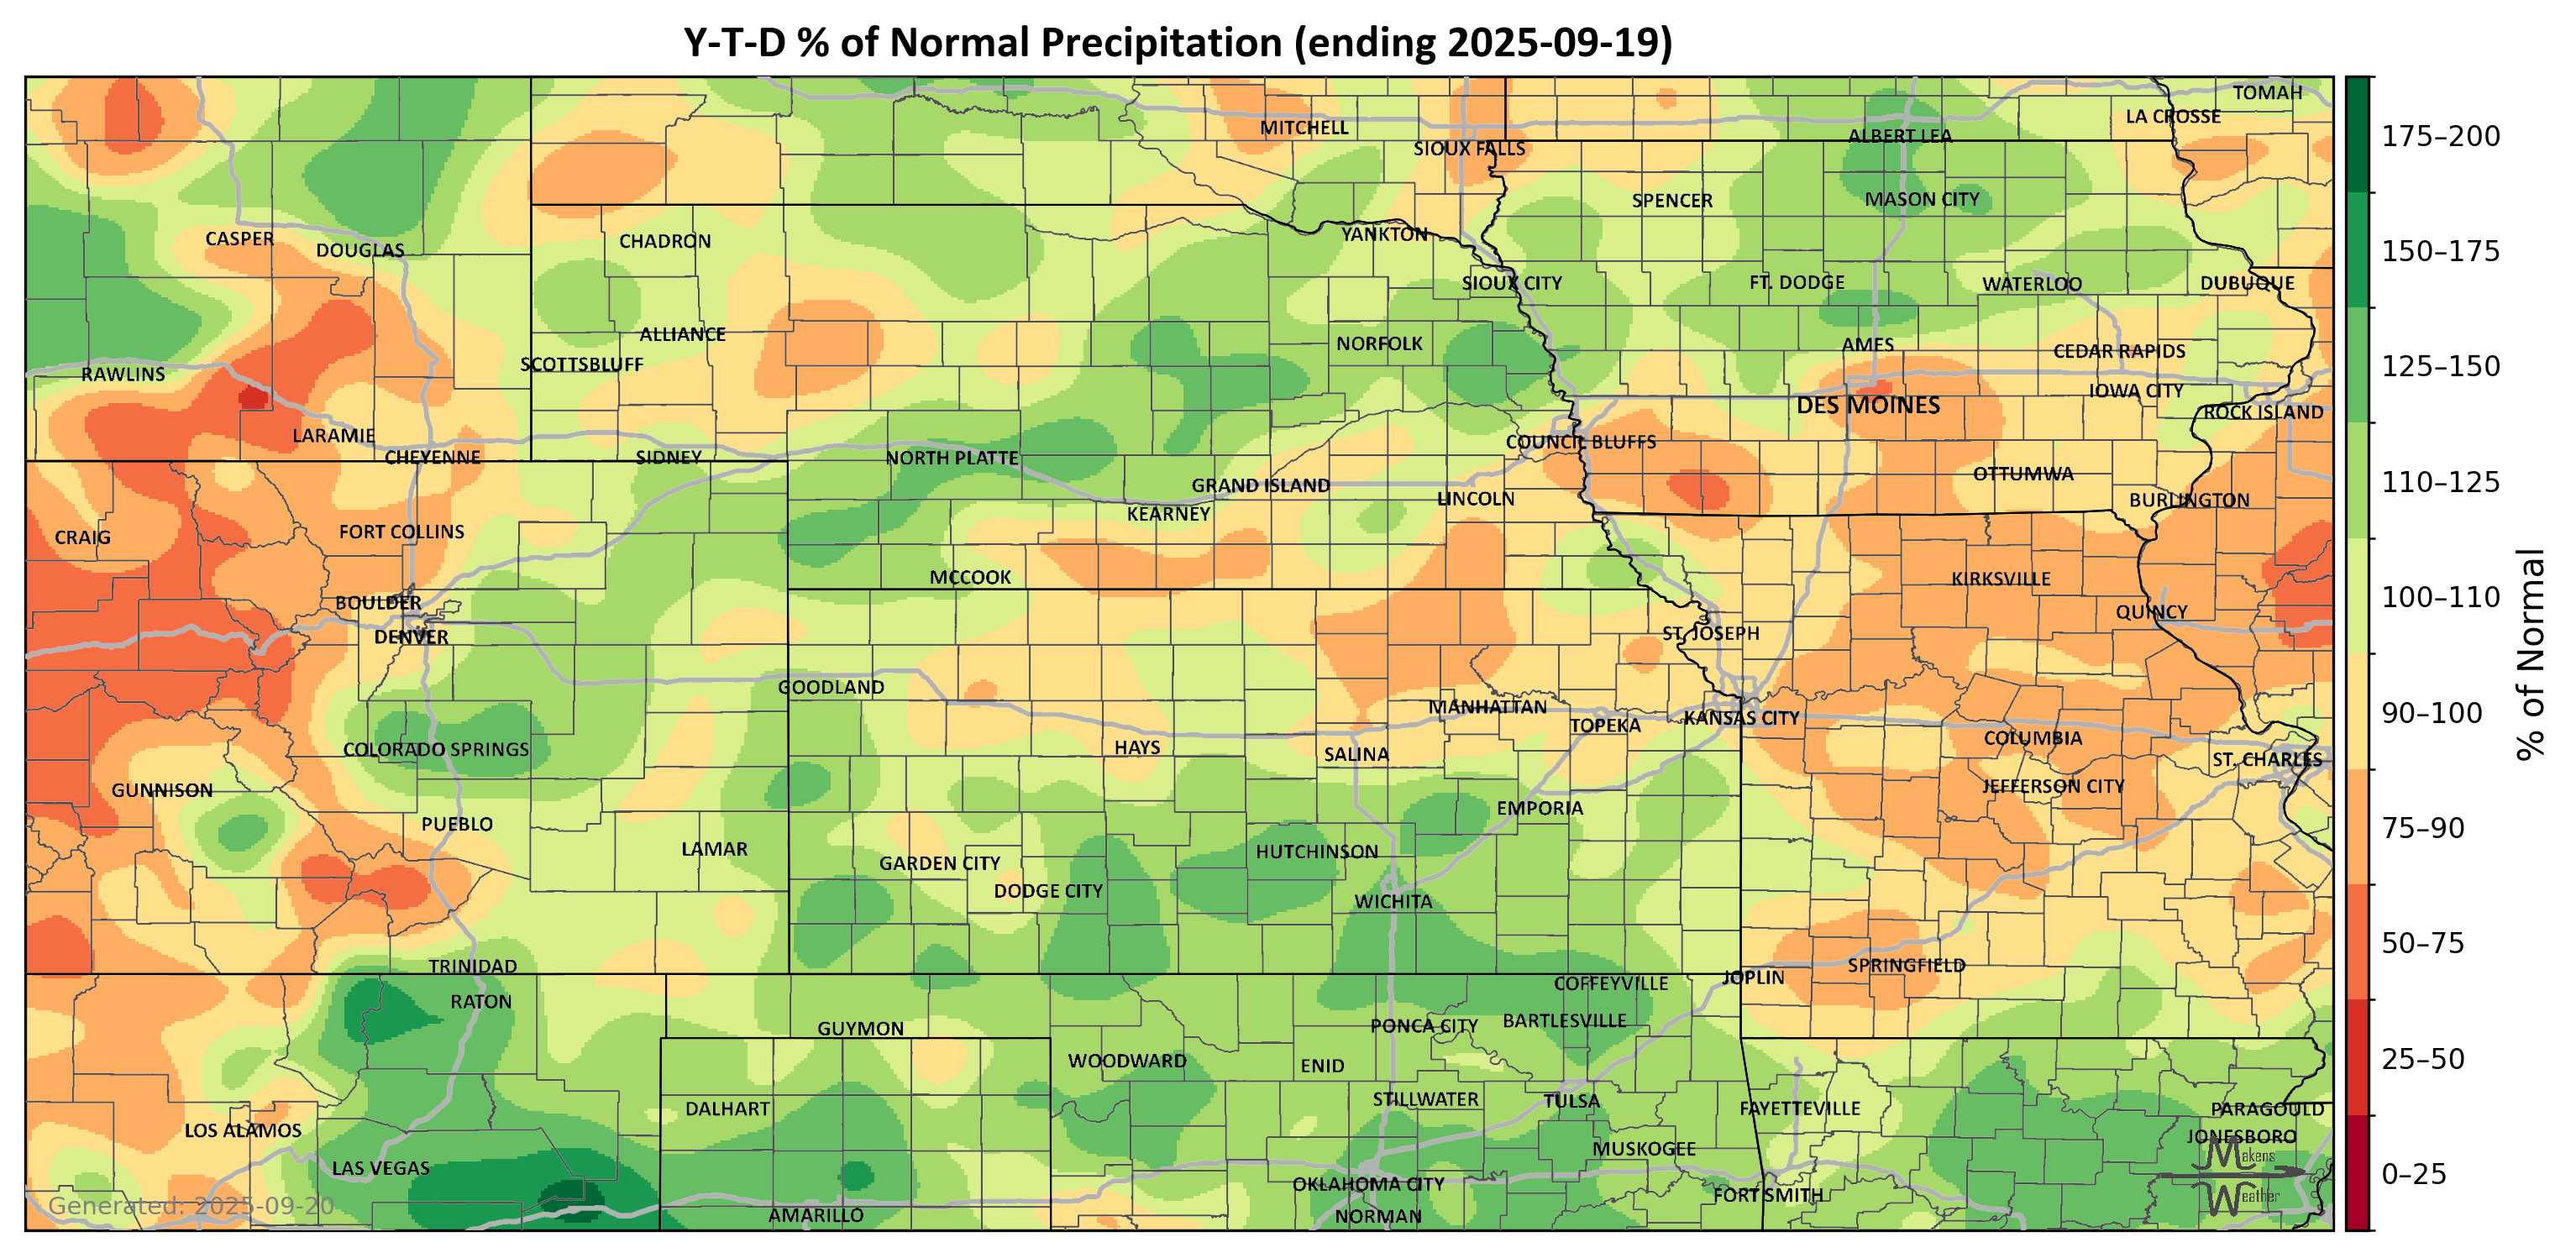 Y-T-D % of Normal Precipitation (ending 2025-09-19)
TOMAH
LA CROSSE
MITCHELL
ALBERT LEA
SIOUX FALLS
SPENCER
MASON CITY
CASPER
DOUGLAS
CHADRON
YANKTON
SIOUX CITY
FT. DODGE
WATERLOO
DUBUQUE
ALLIANCE
NORFOLK
AMES
CEDAR RAPIDS
SCOTTSBLUFF
RAWLINS
IOWA CITY
DES MOINES
ROCK ISLAND
LARAMIE
COUNCIL BLUFFS
CHEYENNE
SIDNEY
NORTH PLATTE
OTTUMWA
GRAND ISLAND
LINCOLN
BURLINGTON
KEARNEY
CRAIG
FORT COLLINS
MCCOOK
KIRKSVILLE
BOULDER
QUINCY
DENVER
ST. JOSEPH
GOODLAND
MANHATTAN
KANSAS CITY
TOPEKA
COLORADO SPRINGS
HAYS
SALINA
COLUMBIA
ST. CHARLES
GUNNISON
JEFFERSON CITY
EMPORIA
PUEBLO
LAMAR
HUTCHINSON
GARDEN CITY
DODGE CITY
WICHITA
TRINIDAD
SPRINGFIELD
JOPLIN
COFFEYVILLE
RATON
GUYMON
PONCA CITY
BARTLESVILLE
WOODWARD
ENID
DALHART
STILLWATER
TULSA
FAYETTEVILLE
PARAGOULD
LOS ALAMOS
JONESBORO
MUSKOGEE
Makens
LAS VEGAS
OKLAHOMA CITY
FORT SMITH
Weather
Generated: 2025-09-20
AMARILLO
NORMAN
175–200
150–175
125–150
110–125
100–110
90–100
75–90
50–75
25–50
0–25
% of Normal